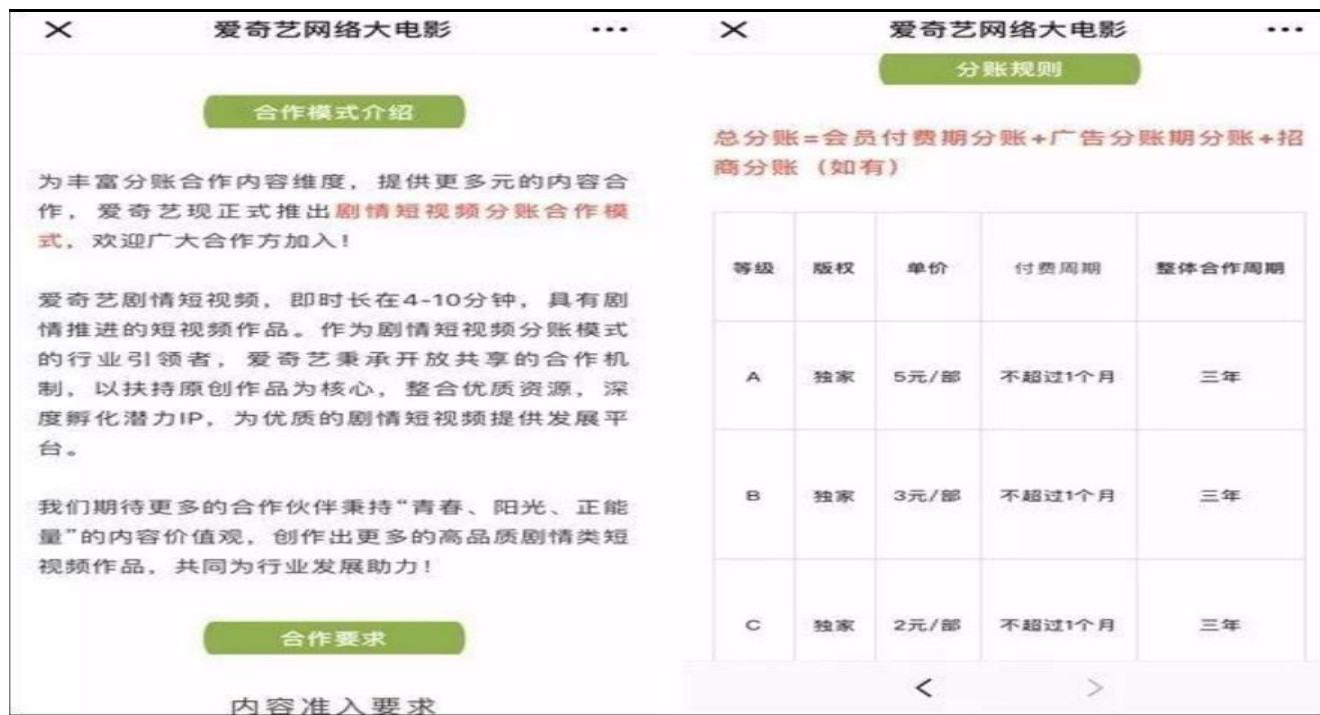 爱奇艺网络大电影
合作模式介绍
为丰富分账合作内容维度，提供更多元的内容合
作，爱奇艺现正式推出剧情短视频分账合作模
式，欢迎广大合作方加入！
爱奇艺剧情短视频，即时长在4-10分钟，具有剧
情推进的短视频作品。作为剧情短视频分账模式
的行业引领者，爱奇艺秉承开放共享的合作机
制，以扶持原创作品为核心，整合优质资源，深
度孵化潜力IP，为优质的剧情短视频提供发展平
台。
我们期待更多的合作伙伴秉持“青春、阳光、正能
量”的内容价值观，创作出更多的高品质剧情类短
视频作品，共同为行业发展助力！
合作要求
内容准入要求
爱奇艺网络大电影
分账规则
总分账=会员付费期分账+广告分账期分账+招
商分账（如有）
等级 版权 单价 付费周期 整体合作周期
A 独家 5元/部 不超过1个月 三年
B 独家 3元/部 不超过1个月 三年
C 独家 2元/部 不超过1个月 三年